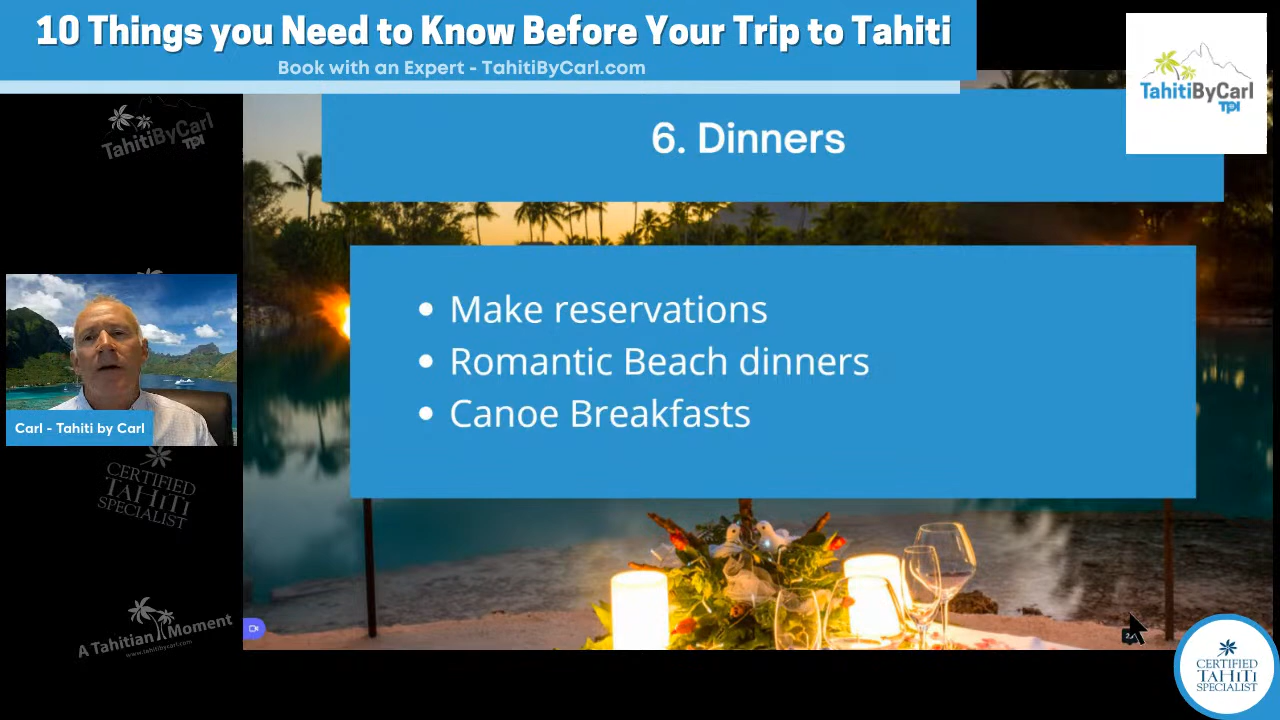 10 Things you Need to Know Before Your Trip to Tahiti
Book with an Expert - TahitiByCarl.com
TahitiByCarl
TPI
TahitiByCarl
TPI
6. Dinners
• Make reservations
• Romantic Beach dinners
• Canoe Breakfasts
Carl - Tahiti by Carl
CERTIFIED
TAHiTi
SPECIALIST
A Tahitian Moment
www.tahitibycarl.com
CERTIFIED
TAHiTi
SPECIALIST